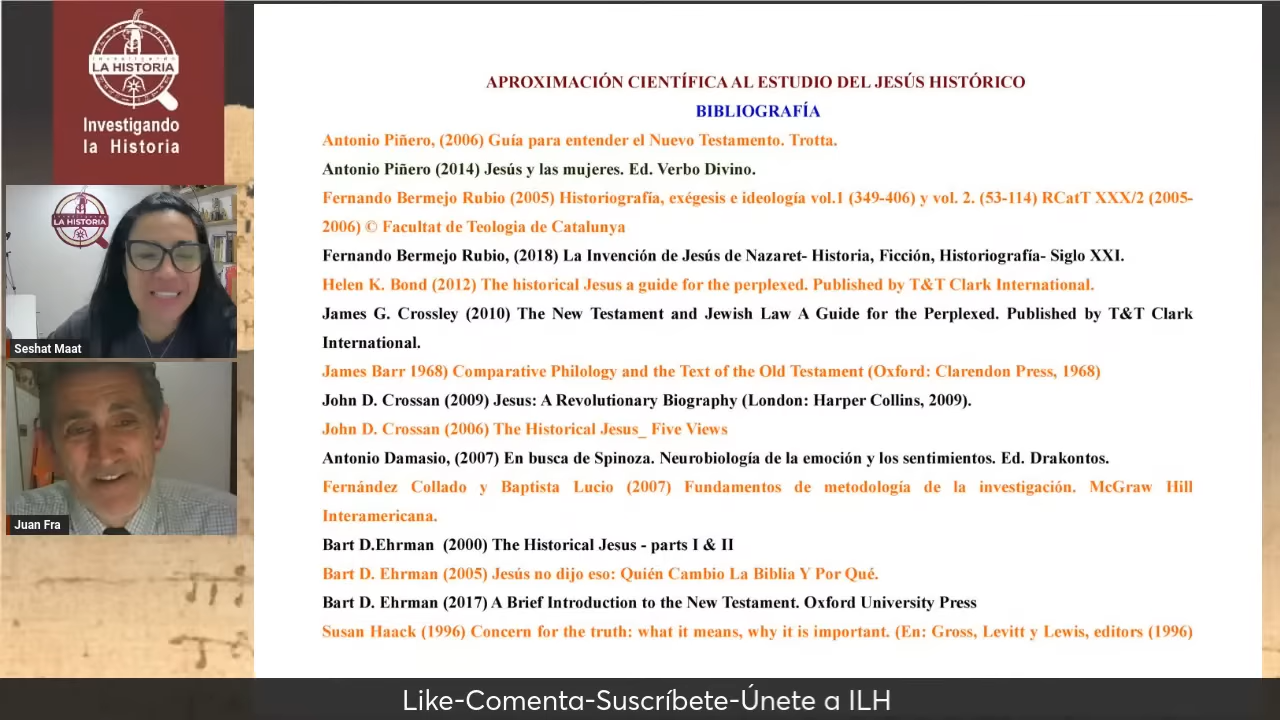 LA HISTORIA
Investigando
la Historia
LA HISTORIA
Seshat Maat
Juan Fra
APROXIMACIÓN CIENTÍFICA AL ESTUDIO DEL JESÚS HISTÓRICO
BIBLIOGRAFÍA
Antonio Piñero, (2006) Guía para entender el Nuevo Testamento. Trotta.
Antonio Piñero (2014) Jesús y las mujeres. Ed. Verbo Divino.
Fernando Bermejo Rubio (2005) Historiografía, exégesis e ideología vol.1 (349-406) y vol. 2. (53-114) RCatT XXX/2 (2005-
2006) © Facultat de Teologia de Catalunya
Fernando Bermejo Rubio, (2018) La Invención de Jesús de Nazaret- Historia, Ficción, Historiografía- Siglo XXI.
Helen K. Bond (2012) The historical Jesus a guide for the perplexed. Published by T&T Clark International.
James G. Crossley (2010) The New Testament and Jewish Law A Guide for the Perplexed. Published by T&T Clark
International.
James Barr 1968) Comparative Philology and the Text of the Old Testament (Oxford: Clarendon Press, 1968)
John D. Crossan (2009) Jesus: A Revolutionary Biography (London: Harper Collins, 2009).
John D. Crossan (2006) The Historical Jesus_ Five Views
Antonio Damasio, (2007) En busca de Spinoza. Neurobiología de la emoción y los sentimientos. Ed. Drakontos.
Fernández Collado y Baptista Lucio (2007) Fundamentos de metodología de la investigación. McGraw Hill
Interamericana.
Bart D.Ehrman (2000) The Historical Jesus - parts I & II
Bart D. Ehrman (2005) Jesús no dijo eso: Quién Cambio La Biblia Y Por Qué.
Bart D. Ehrman (2017) A Brief Introduction to the New Testament. Oxford University Press
Susan Haack (1996) Concern for the truth: what it means, why it is important. (En: Gross, Levitt y Lewis, editors (1996)
Like-Comenta-Suscríbete-Únete a ILH